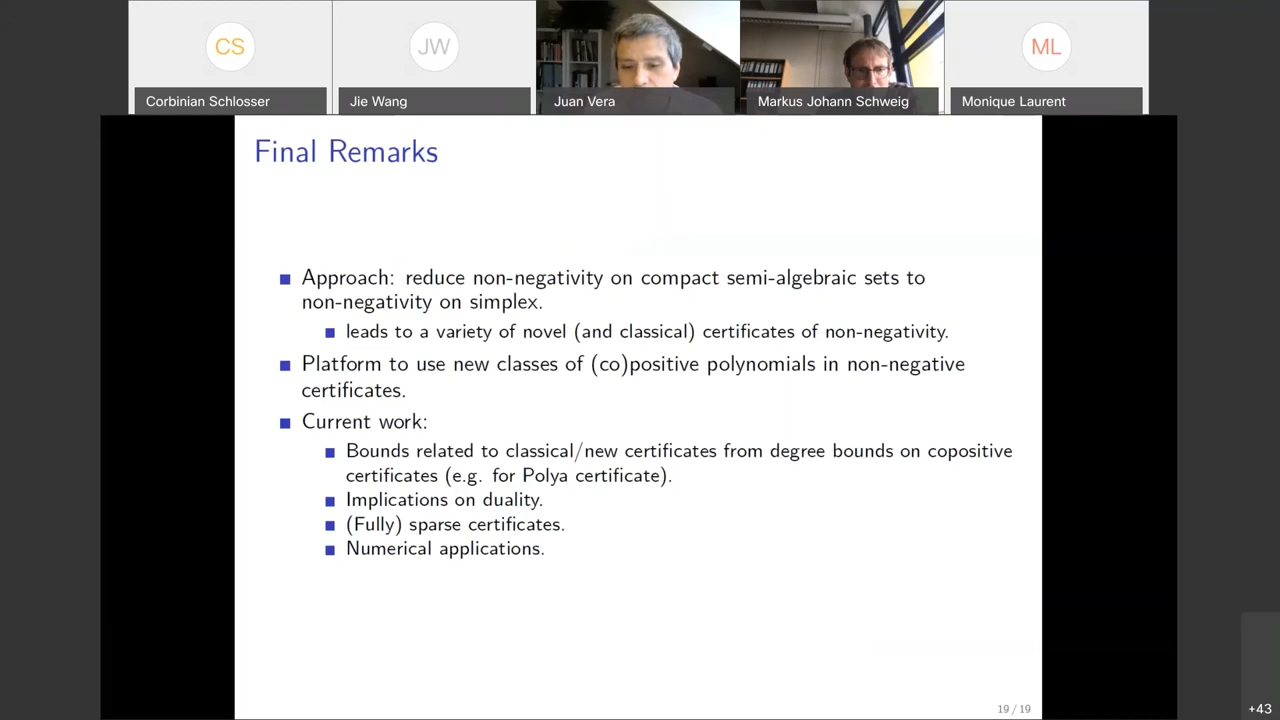 CS
JW
ML
Corbinian Schlosser
Jie Wang
Juan Vera
Markus Johann Schweig
Monique Laurent
Final Remarks
Approach: reduce non-negativity on compact semi-algebraic sets to
non-negativity on simplex.
leads to a variety of novel (and classical) certificates of non-negativity.
Platform to use new classes of (co)positive polynomials in non-negative
certificates.
Current work:
Bounds related to classical/new certificates from degree bounds on copositive
certificates (e.g. for Polya certificate).
Implications on duality.
(Fully) sparse certificates.
Numerical applications.
19 / 19
+43